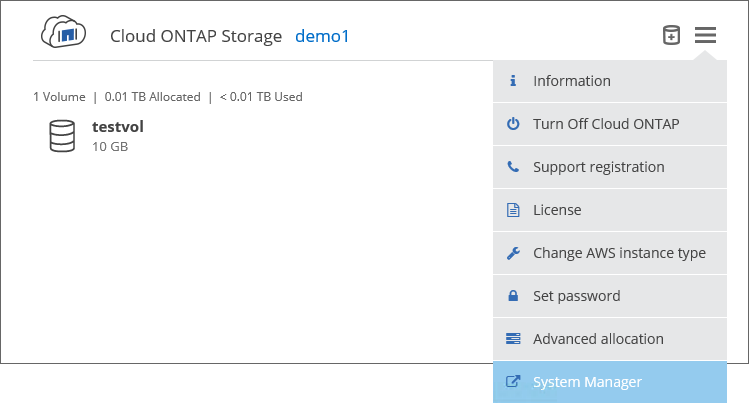 Cloud ONTAP Storage demo1
1 Volume | 0.01 TB Allocated | < 0.01 TB Used
testvol
10 GB
Information
Turn Off Cloud ONTAP
Support registration
License
Change AWS instance type
Set password
Advanced allocation
System Manager